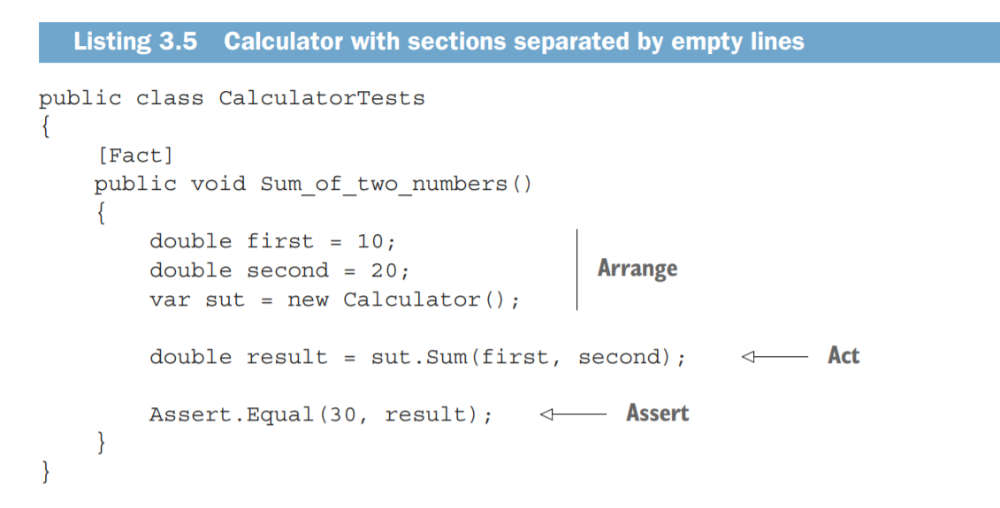 Listing 3.5 Calculator with sections separated by empty lines
public class CalculatorTests
{
[Fact]
public void Sum_of_two_numbers()
{
double first = 10;
double second = 20;
Arrange
var sut = new Calculator();
double result = sut.Sum(first, second); Act
Assert.Equal(30, result); Assert
}
}